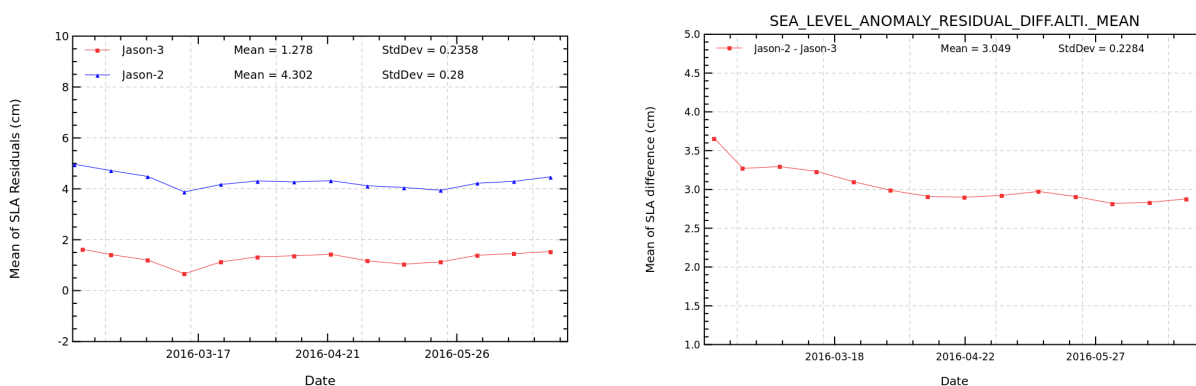 10
8
6
4
2
0
-2
Mean of SLA Residuals (cm)
Jason-3 Mean = 1.278 StdDev = 0.2358
Jason-2 Mean = 4.302 StdDev = 0.28
2016-03-17 2016-04-21 2016-05-26
Date
SEA_LEVEL_ANOMALY_RESIDUAL_DIFF.ALTI._MEAN
5.0
4.5
4.0
3.5
3.0
2.5
2.0
1.5
1.0
Mean of SLA difference (cm)
Jason-2 - Jason-3 Mean = 3.049 StdDev = 0.2284
2016-03-18 2016-04-22 2016-05-27
Date